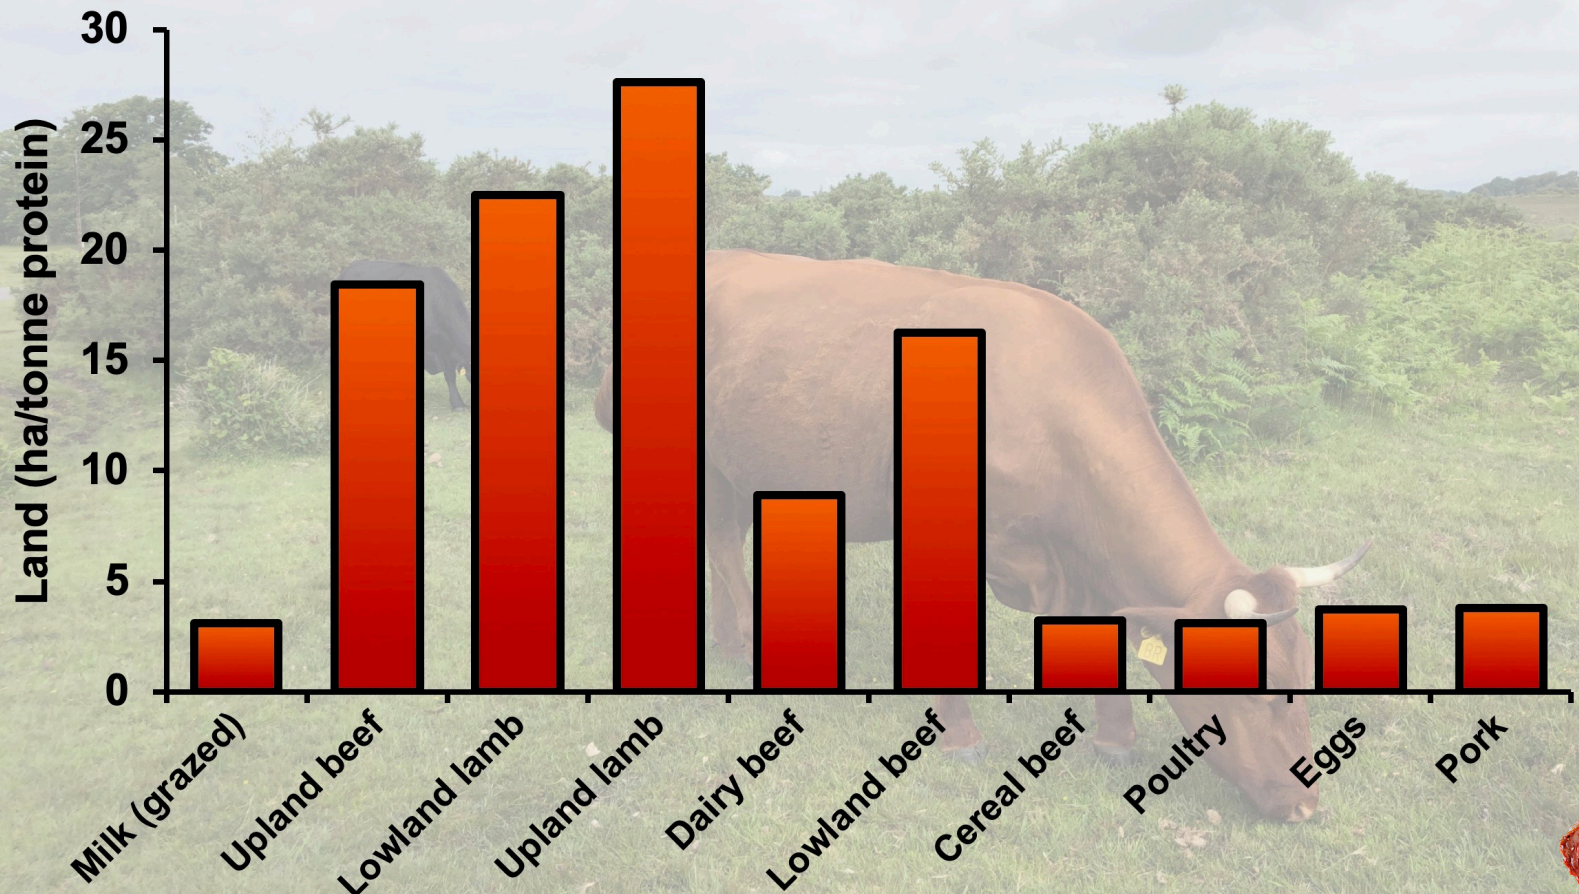 Land (ha/tonne protein)
30
25
20
15
10
5
0
Milk (grazed)
Upland beef
Lowland lamb
Upland lamb
Dairy beef
Lowland beef
Cereal beef
Poultry
Eggs
Pork